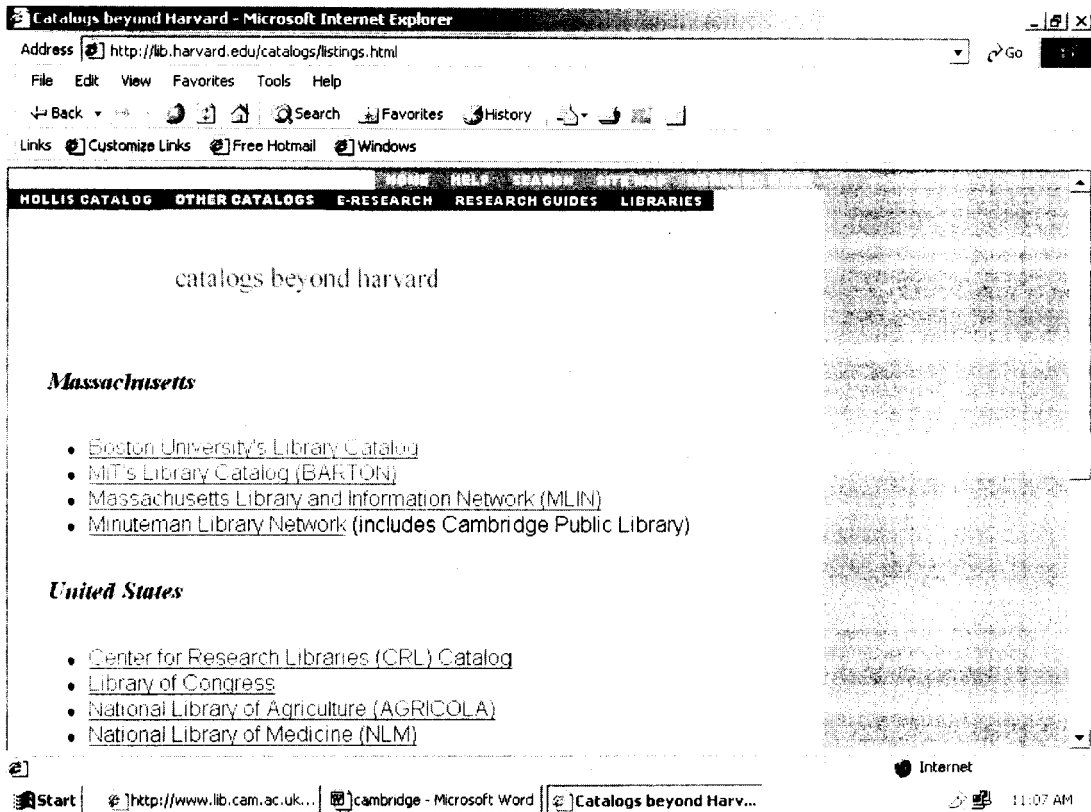 Catalogs beyond Harvard - Microsoft Internet Explorer
Address http://lib.harvard.edu/catalogs/listings.html Go
File Edit View Favorites Tools Help
Back Search Favorites History
Links Customize Links Free Hotmail Windows
HOME HELP SEARCH SITE MAP
HOLLIS CATALOG OTHER CATALOGS E-RESEARCH RESEARCH GUIDES LIBRARIES
catalogs beyond harvard
Massachusetts
• Boston University's Library Catalog
• MIT's Library Catalog (BARTON)
• Massachusetts Library and Information Network (MLIN)
• Minuteman Library Network (includes Cambridge Public Library)
United States
• Center for Research Libraries (CRL) Catalog
• Library of Congress
• National Library of Agriculture (AGRICOLA)
• National Library of Medicine (NLM)
Internet
Start http://www.lib.cam.ac.uk... cambridge - Microsoft Word Catalogs beyond Harv... 11:07 AM